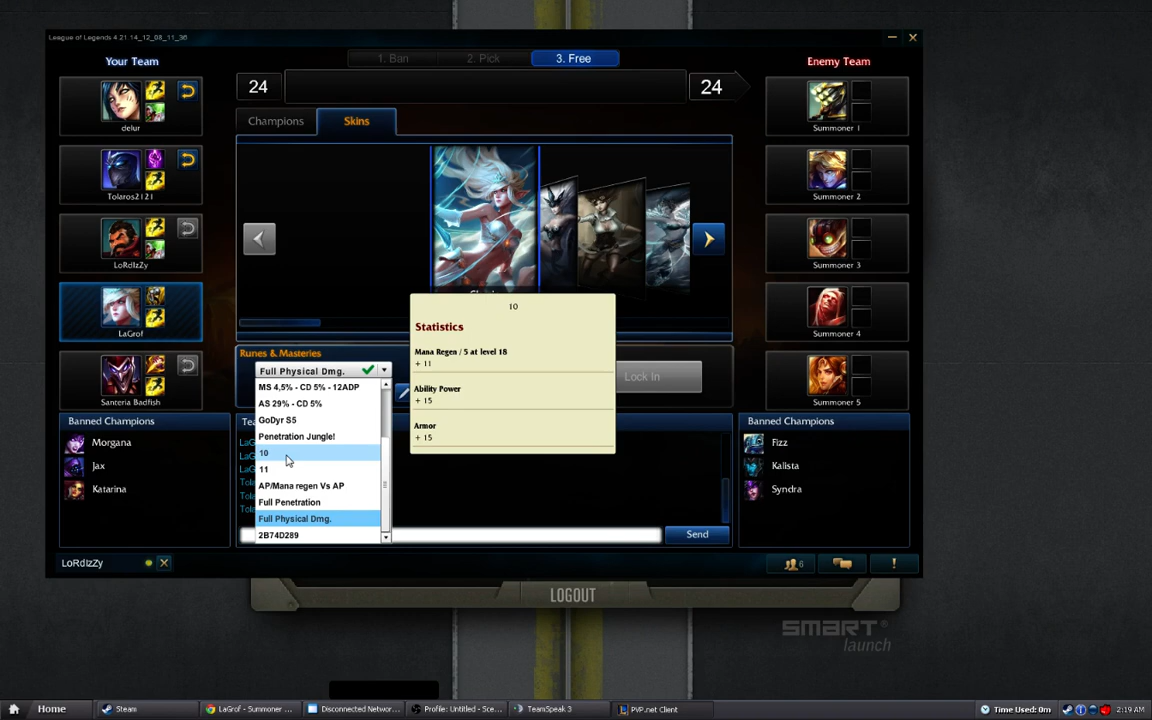 League of Legends 4.21.14_12_08_11_36
Your Team
1. Ban
2. Pick
3. Free
Enemy Team
24
24
Champions
Skins
delur
Tolaros2121
LoRdIzZy
LaGrof
Santeria Badfish
Summoner 1
Summoner 2
Summoner 3
Summoner 4
Summoner 5
Runes & Masteries
Full Physical Dmg.
MS 4,5% - CD 5% - 12ADP
AS 29% - CD 5%
GoDyr S5
Penetration Jungle!
10
11
AP/Mana regen Vs AP
Full Penetration
Full Physical Dmg.
2B74D289
10
Statistics
Mana Regen / 5 at level 18
+ 11
Ability Power
+ 15
Armor
+ 15
Lock In
Banned Champions
Morgana
Jax
Katarina
Banned Champions
Fizz
Kalista
Syndra
Send
LoRdIzZy
6
LOGOUT
SMART launch
Home
Steam
LaGrof - Summoner ...
Disconnected Networ...
Profile: Untitled - Sce...
TeamSpeak 3
PVP.net Client
Time Used: 0m
2:19 AM